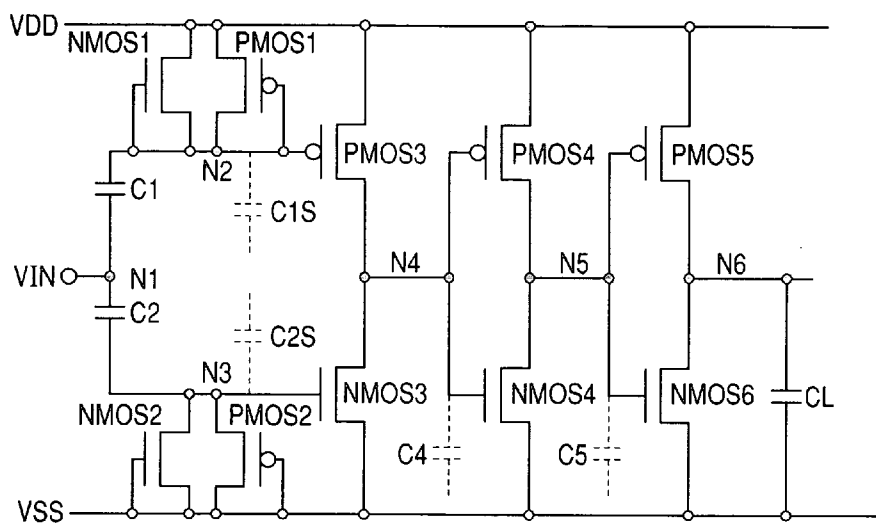 VDD
NMOS1
PMOS1
PMOS3
PMOS4
PMOS5
N2
C1
C1S
VIN
N1
N4
N5
N6
C2
C2S
N3
NMOS3
NMOS4
NMOS6
CL
NMOS2
PMOS2
C4
C5
VSS